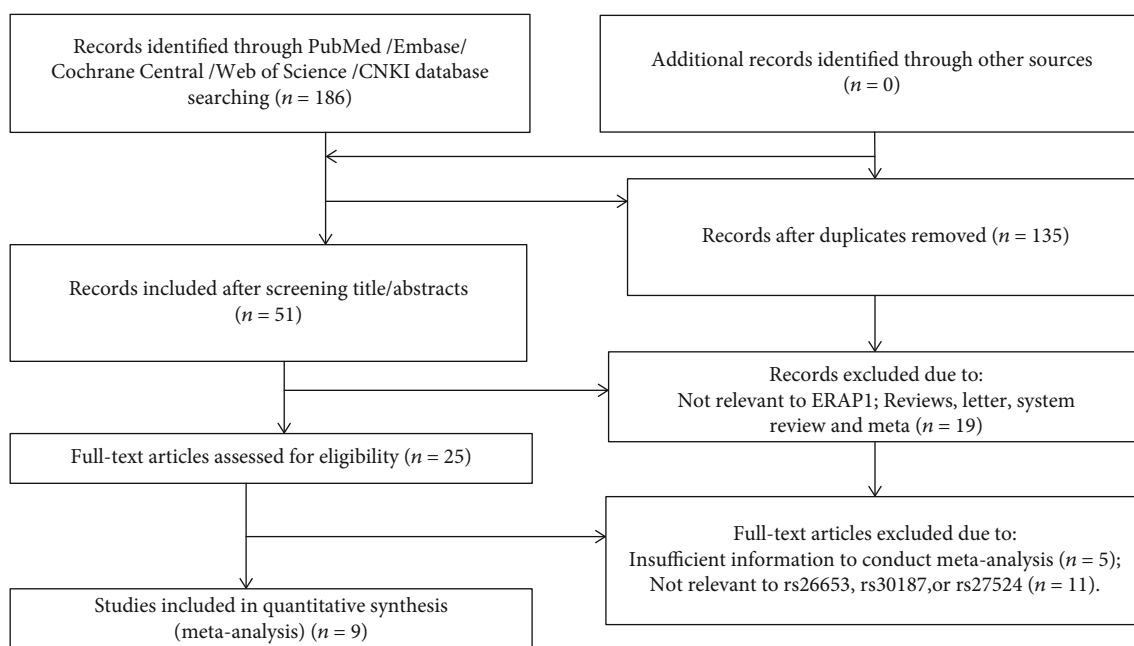 Records identified through PubMed /Embase/
Cochrane Central /Web of Science /CNKI database
searching (n = 186)
Additional records identified through other sources
(n = 0)
Records after duplicates removed (n = 135)
Records included after screening title/abstracts
(n = 51)
Records excluded due to:
Not relevant to ERAP1; Reviews, letter, system
review and meta (n = 19)
Full-text articles assessed for eligibility (n = 25)
Full-text articles excluded due to:
Insufficient information to conduct meta-analysis (n = 5);
Not relevant to rs26653, rs30187,or rs27524 (n = 11).
Studies included in quantitative synthesis
(meta-analysis) (n = 9)